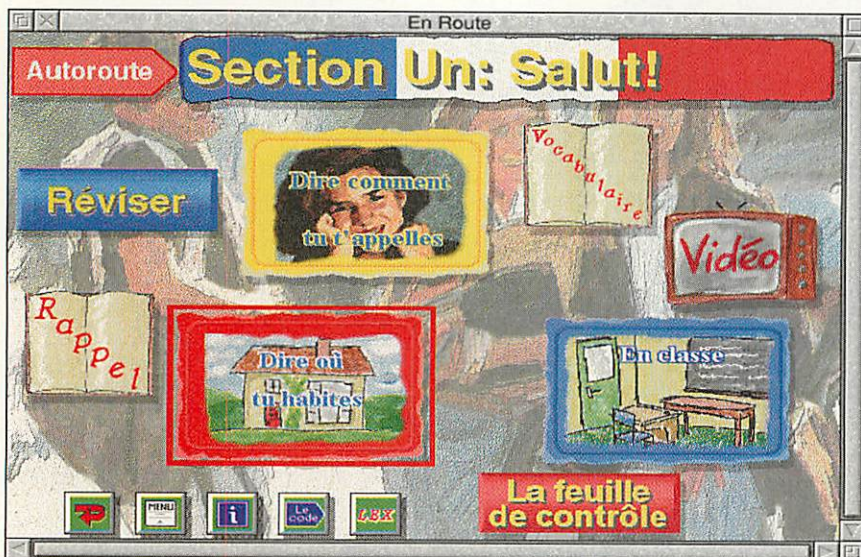 En Route
Autoroute
Section Un: Salut!
Réviser
Dire comment
tu t'appelles
Vocabulaire
Vidéo
Rappel
Dire où
tu habites
En classe
MENU
i
Le
code
LBX
La feuille
de contrôle